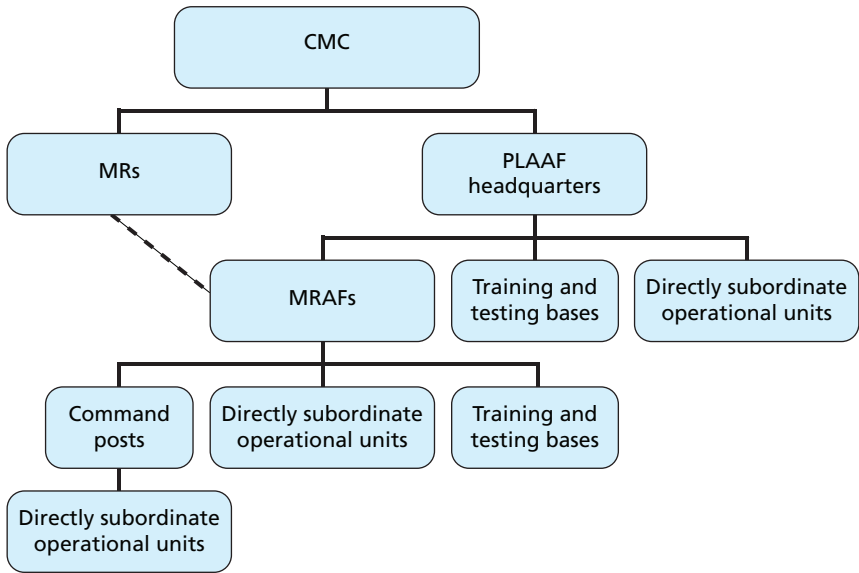 CMC
MRs
PLAAF
headquarters
MRAFs
Training and
testing bases
Directly subordinate
operational units
Command
posts
Directly subordinate
operational units
Training and
testing bases
Directly subordinate
operational units